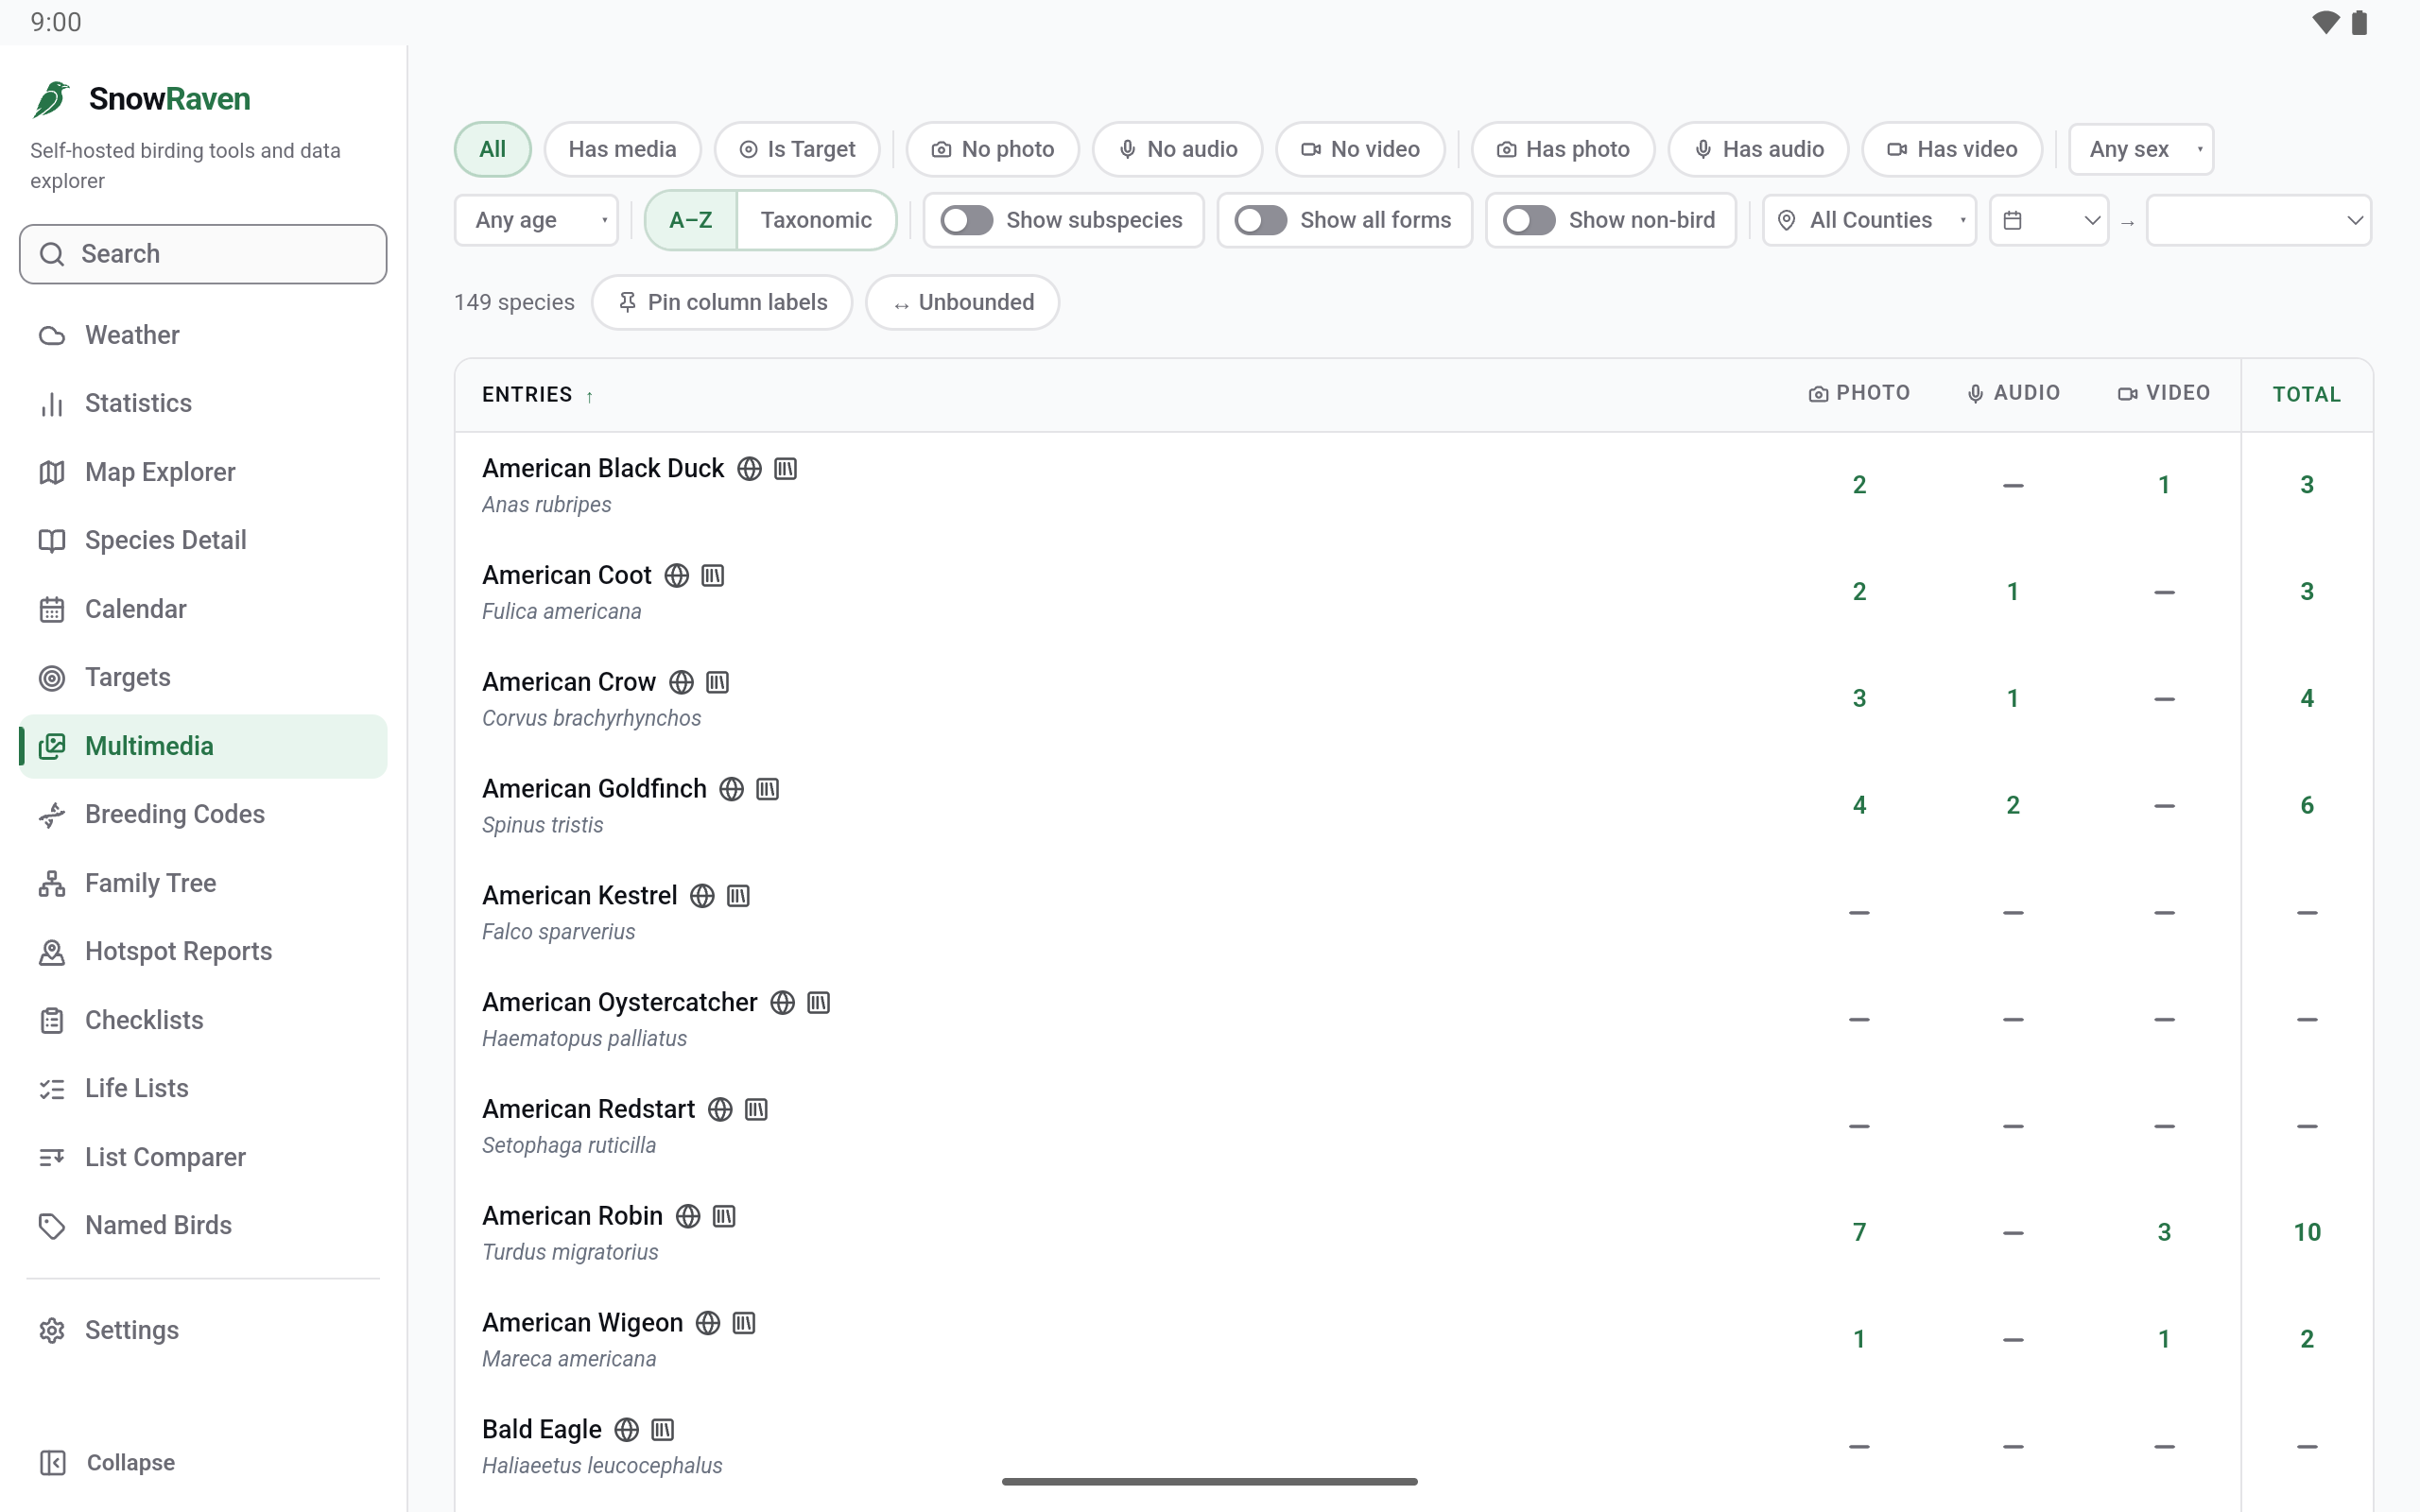 9:00
SnowRaven
Self-hosted birding tools and data
explorer
Search
Weather
Statistics
Map Explorer
Species Detail
Calendar
Targets
Multimedia
Breeding Codes
Family Tree
Hotspot Reports
Checklists
Life Lists
List Comparer
Named Birds
Settings
Collapse
All Has media Is Target No photo No audio No video Has photo Has audio Has video Any sex
Any age A–Z Taxonomic Show subspecies Show all forms Show non-bird All Counties →
149 species Pin column labels ↔ Unbounded
ENTRIES ↑ PHOTO AUDIO VIDEO TOTAL
American Black Duck
Anas rubripes
2 — 1 3
American Coot
Fulica americana
2 1 — 3
American Crow
Corvus brachyrhynchos
3 1 — 4
American Goldfinch
Spinus tristis
4 2 — 6
American Kestrel
Falco sparverius
— — — —
American Oystercatcher
Haematopus palliatus
— — — —
American Redstart
Setophaga ruticilla
— — — —
American Robin
Turdus migratorius
7 — 3 10
American Wigeon
Mareca americana
1 — 1 2
Bald Eagle
Haliaeetus leucocephalus
— — — —